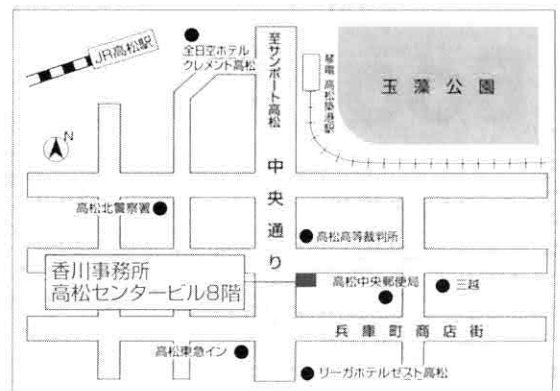 JR高松駅
全日空ホテル
クレメント高松
至サンポート高松
琴電 高松築港駅
玉藻公園
N
中央通り
高松北警察署
高松高等裁判所
香川事務所
高松センタービル8階
高松中央郵便局
三越
兵庫町商店街
高松東急イン
リーガホテルゼスト高松